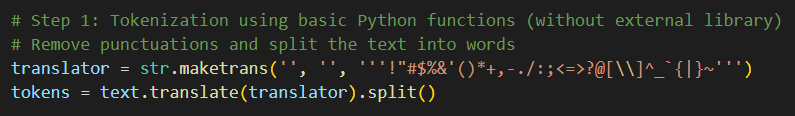 # Step 1: Tokenization using basic Python functions (without external library)
# Remove punctuations and split the text into words
translator = str.maketrans('', '', '''!"#$%&'()*+,-./:;<=>?@[\\]^_`{|}~''')
tokens = text.translate(translator).split()